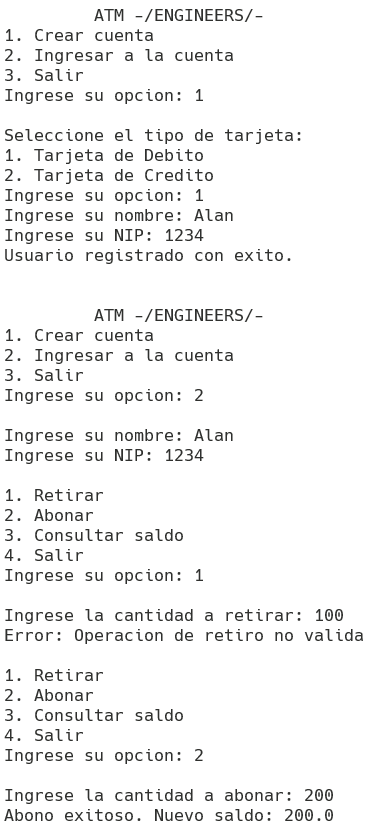 ATM -/ENGINEERS/-
1. Crear cuenta
2. Ingresar a la cuenta
3. Salir
Ingrese su opcion: 1
Seleccione el tipo de tarjeta:
1. Tarjeta de Debito
2. Tarjeta de Credito
Ingrese su opcion: 1
Ingrese su nombre: Alan
Ingrese su NIP: 1234
Usuario registrado con exito.
ATM -/ENGINEERS/-
1. Crear cuenta
2. Ingresar a la cuenta
3. Salir
Ingrese su opcion: 2
Ingrese su nombre: Alan
Ingrese su NIP: 1234
1. Retirar
2. Abonar
3. Consultar saldo
4. Salir
Ingrese su opcion: 1
Ingrese la cantidad a retirar: 100
Error: Operacion de retiro no valida
1. Retirar
2. Abonar
3. Consultar saldo
4. Salir
Ingrese su opcion: 2
Ingrese la cantidad a abonar: 200
Abono exitoso. Nuevo saldo: 200.0